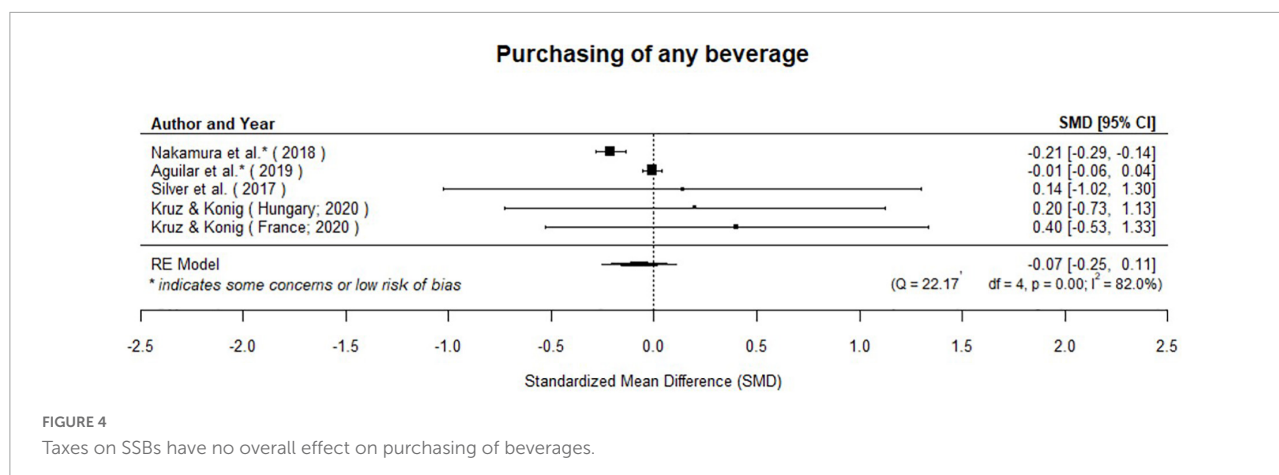 Purchasing of any beverage
Author and Year SMD [95% CI]
Nakamura et al.* ( 2018 ) -0.21 [-0.29, -0.14]
Aguilar et al.* ( 2019 ) -0.01 [-0.06, 0.04]
Silver et al. ( 2017 ) 0.14 [-1.02, 1.30]
Kruz & Konig ( Hungary; 2020 ) 0.20 [-0.73, 1.13]
Kruz & Konig ( France; 2020 ) 0.40 [-0.53, 1.33]
RE Model -0.07 [-0.25, 0.11]
* indicates some concerns or low risk of bias (Q = 22.17, df = 4, p = 0.00; I² = 82.0%)
-2.5 -2.0 -1.5 -1.0 -0.5 0.0 0.5 1.0 1.5 2.0 2.5
Standardized Mean Difference (SMD)
FIGURE 4
Taxes on SSBs have no overall effect on purchasing of beverages.